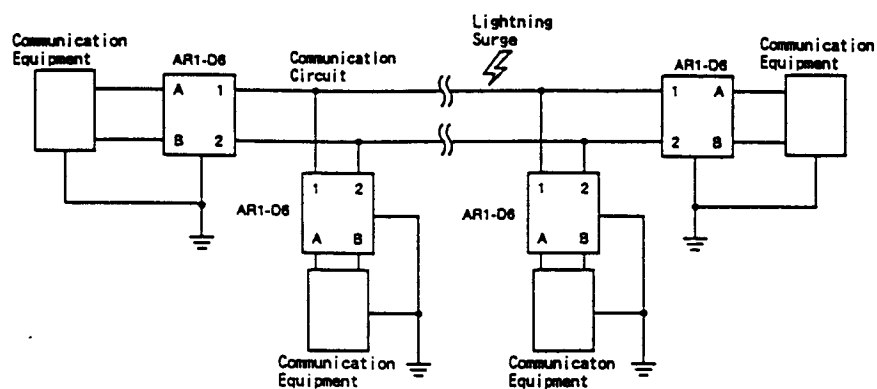 Lightning
Surge
Communication
Equipment
AR1-D6
Communication
Circuit
AR1-D6
Communication
Equipment
A 1
B 2
1 A
2 B
1 2
AR1-D6
A B
Communication
Equipment
1 2
AR1-D6
A B
Communicaton
Equipment